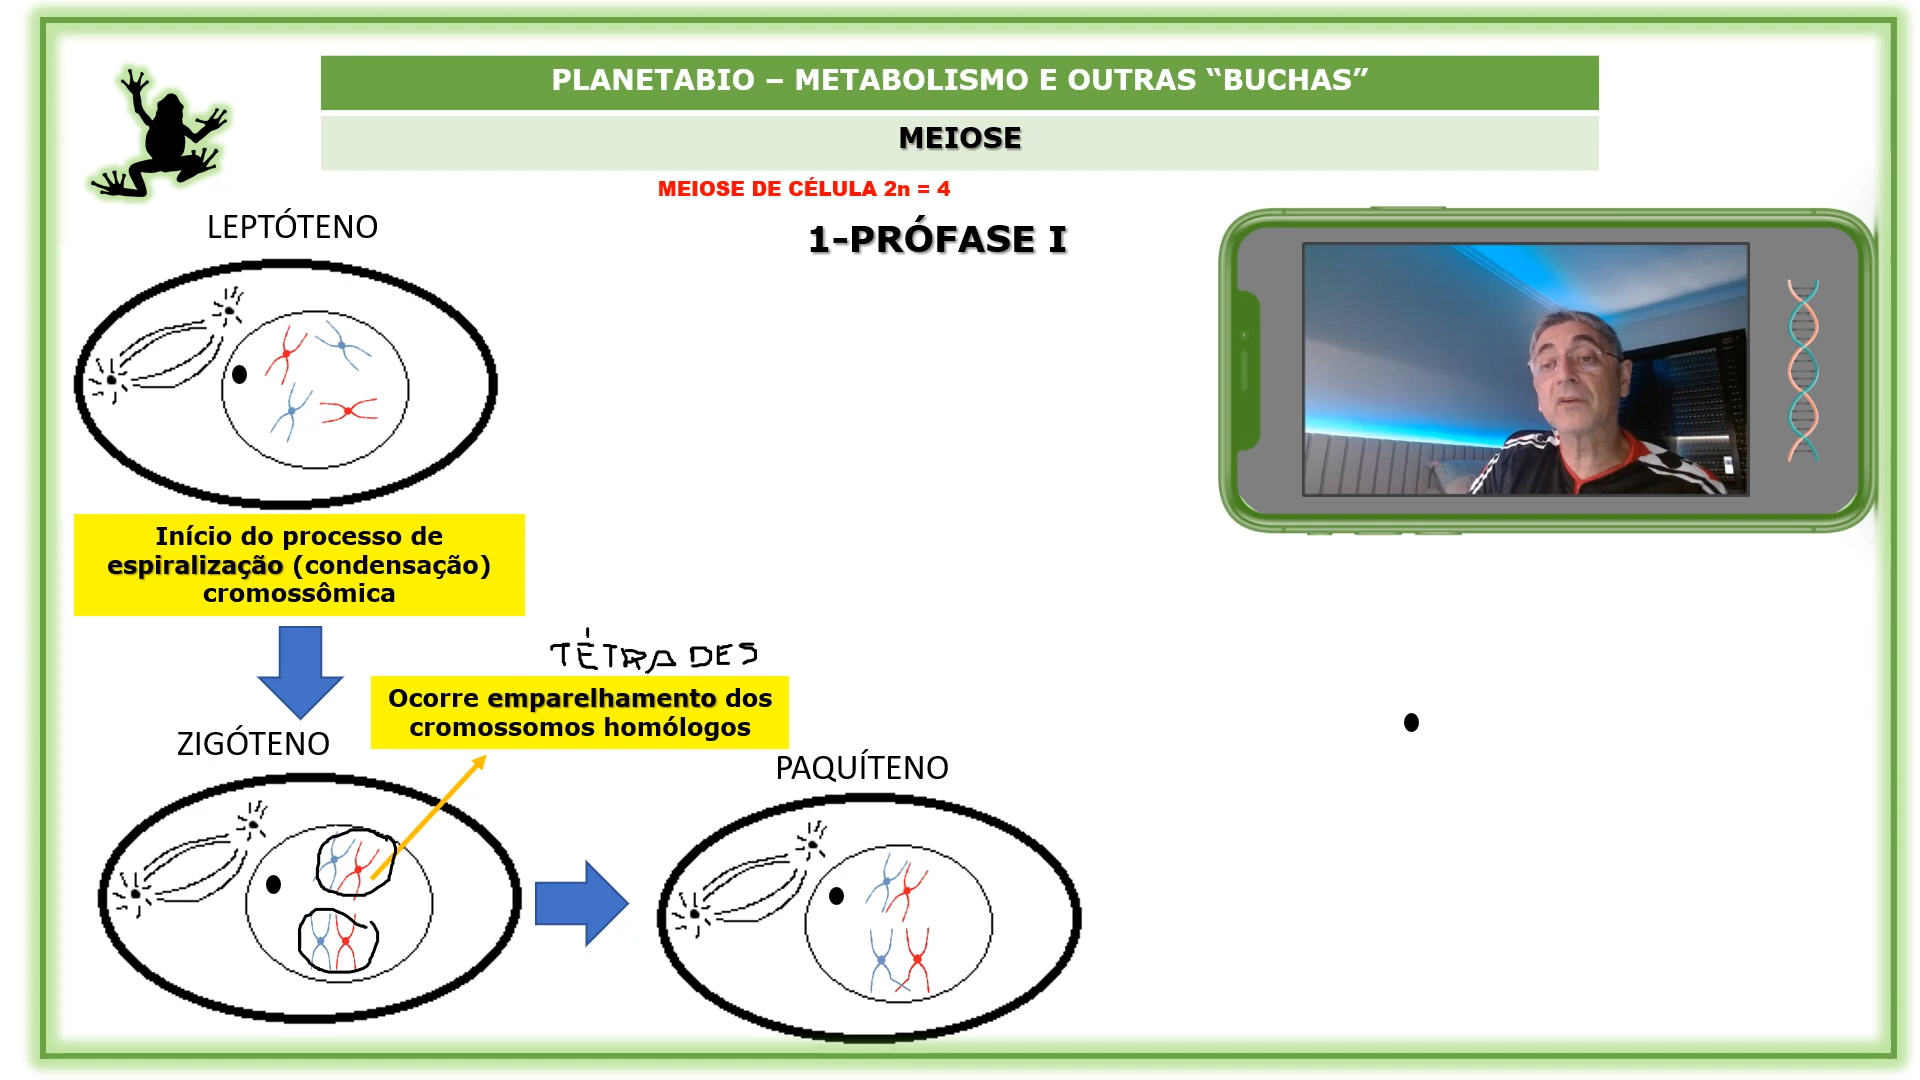 PLANETABIO – METABOLISMO E OUTRAS “BUCHAS”
MEIOSE
MEIOSE DE CÉLULA 2n = 4
1-PRÓFASE I
LEPTÓTENO
Início do processo de
espiralização (condensação)
cromossômica
TÉTRADES
Ocorre emparelhamento dos
cromossomos homólogos
ZIGÓTENO
PAQUÍTENO